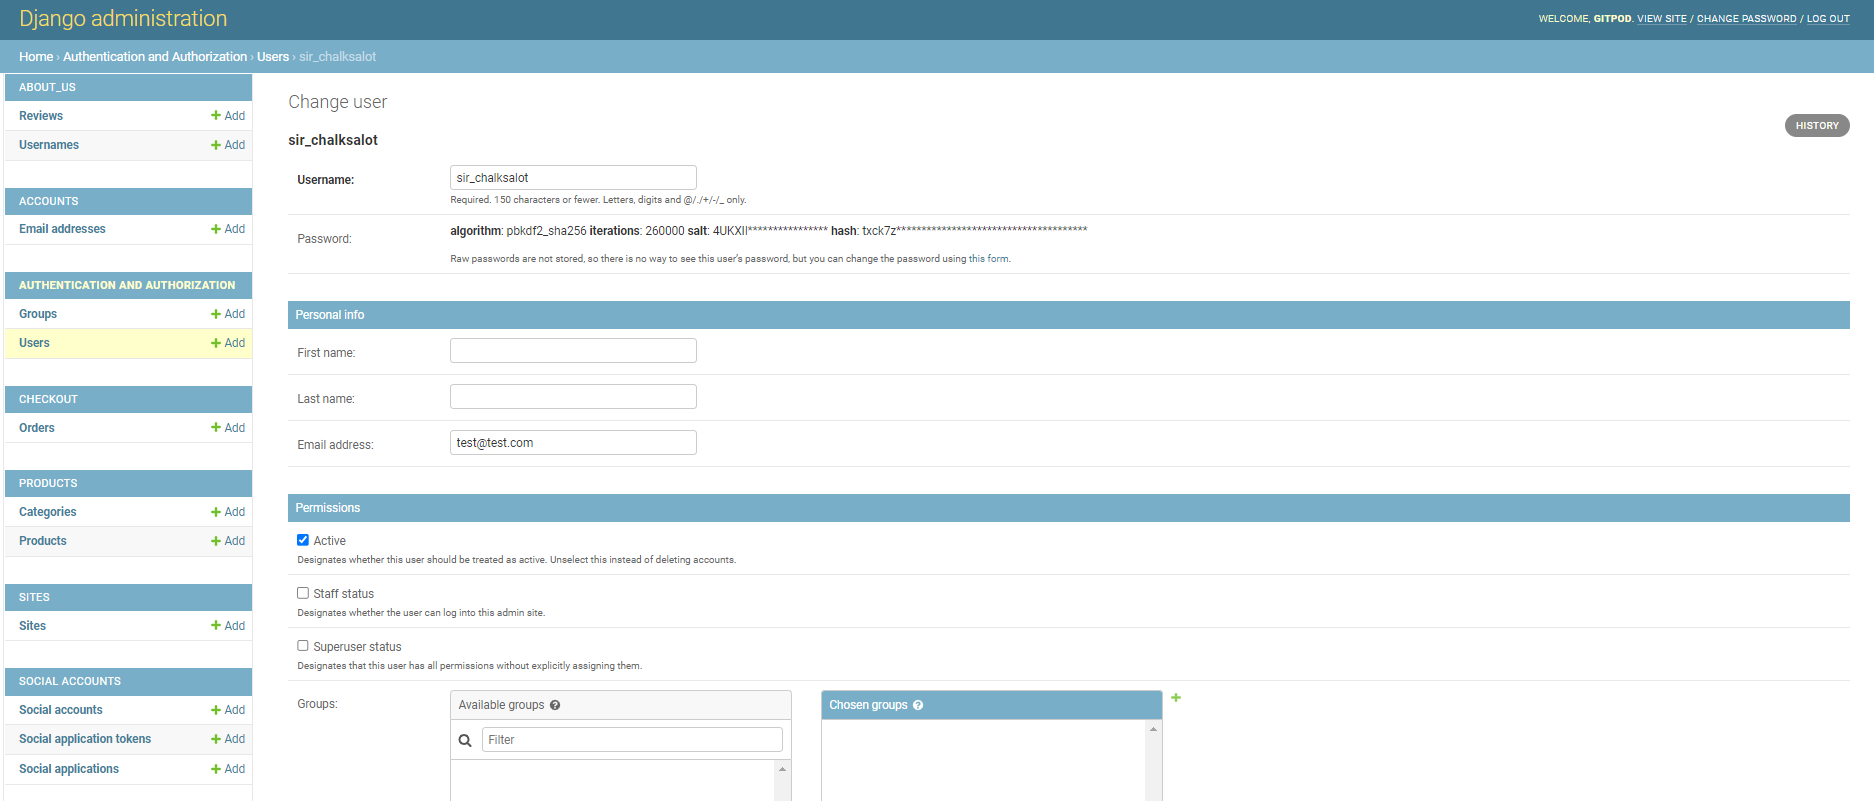 Django administration
WELCOME, GITPOD. VIEW SITE / CHANGE PASSWORD / LOG OUT
Home › Authentication and Authorization › Users › sir_chalksalot
ABOUT_US
Reviews
Add
Usernames
Add
ACCOUNTS
Email addresses
Add
AUTHENTICATION AND AUTHORIZATION
Groups
Add
Users
Add
CHECKOUT
Orders
Add
PRODUCTS
Categories
Add
Products
Add
SITES
Sites
Add
SOCIAL ACCOUNTS
Social accounts
Add
Social application tokens
Add
Social applications
Add
Change user
HISTORY
sir_chalksalot
Username:
sir_chalksalot
Required. 150 characters or fewer. Letters, digits and @/./+/-/_ only.
Password:
algorithm: pbkdf2_sha256 iterations: 260000 salt: 4UKXII**************** hash: txck7z**************************************
Raw passwords are not stored, so there is no way to see this user's password, but you can change the password using this form.
Personal info
First name:
Last name:
Email address:
test@test.com
Permissions
Active
Designates whether this user should be treated as active. Unselect this instead of deleting accounts.
Staff status
Designates whether the user can log into this admin site.
Superuser status
Designates that this user has all permissions without explicitly assigning them.
Groups:
Available groups ?
Filter
Chosen groups ?